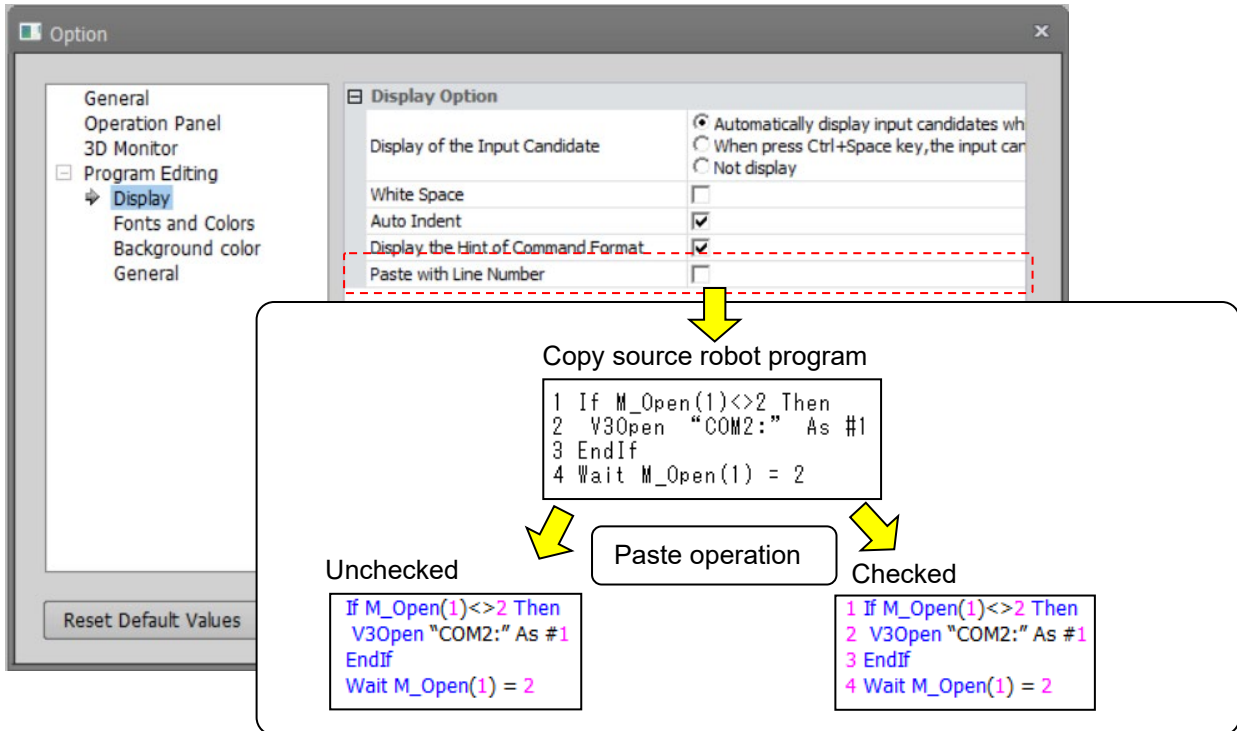 Option
General
Operation Panel
3D Monitor
Program Editing
Display
Fonts and Colors
Background color
General
Reset Default Values
Display Option
Display of the Input Candidate
Automatically display input candidates
When press Ctrl+Space key,the input
Not display
White Space
Auto Indent
Display the Hint of Command Format
Paste with Line Number
Copy source robot program
1 If M_Open(1)<>2 Then
2 V3Open “COM2:” As #1
3 EndIf
4 Wait M_Open(1) = 2
Paste operation
Unchecked
If M_Open(1)<>2 Then
V3Open “COM2:” As #1
EndIf
Wait M_Open(1) = 2
Checked
1 If M_Open(1)<>2 Then
2 V3Open “COM2:” As #1
3 EndIf
4 Wait M_Open(1) = 2